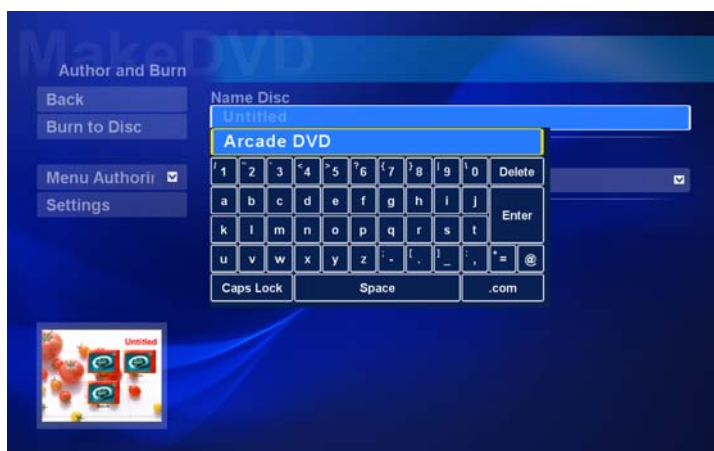 MakeDVD
Author and Burn
Back
Burn to Disc
Menu Authorin
Settings
Name Disc
Untitled
Arcade DVD
1 2 3 < 4 > 5 ? 6 { 7 } 8 | 9 \ 0 Delete
a b c d e f g h i j
Enter
k l m n o p q r s t
u v w x y z ; - [ . ] _ : , + = @
Caps Lock Space .com
Untitled